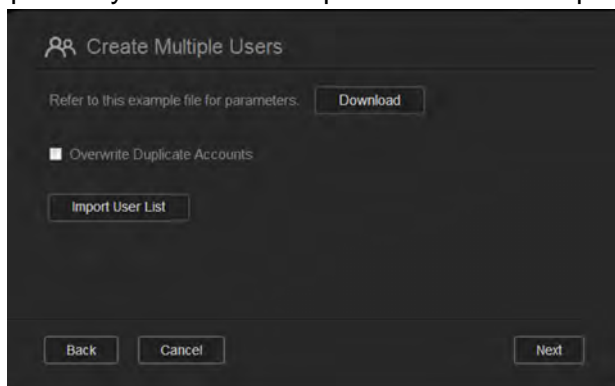 Create Multiple Users
Refer to this example file for parameters. Download
Overwrite Duplicate Accounts
Import User List
Back Cancel Next